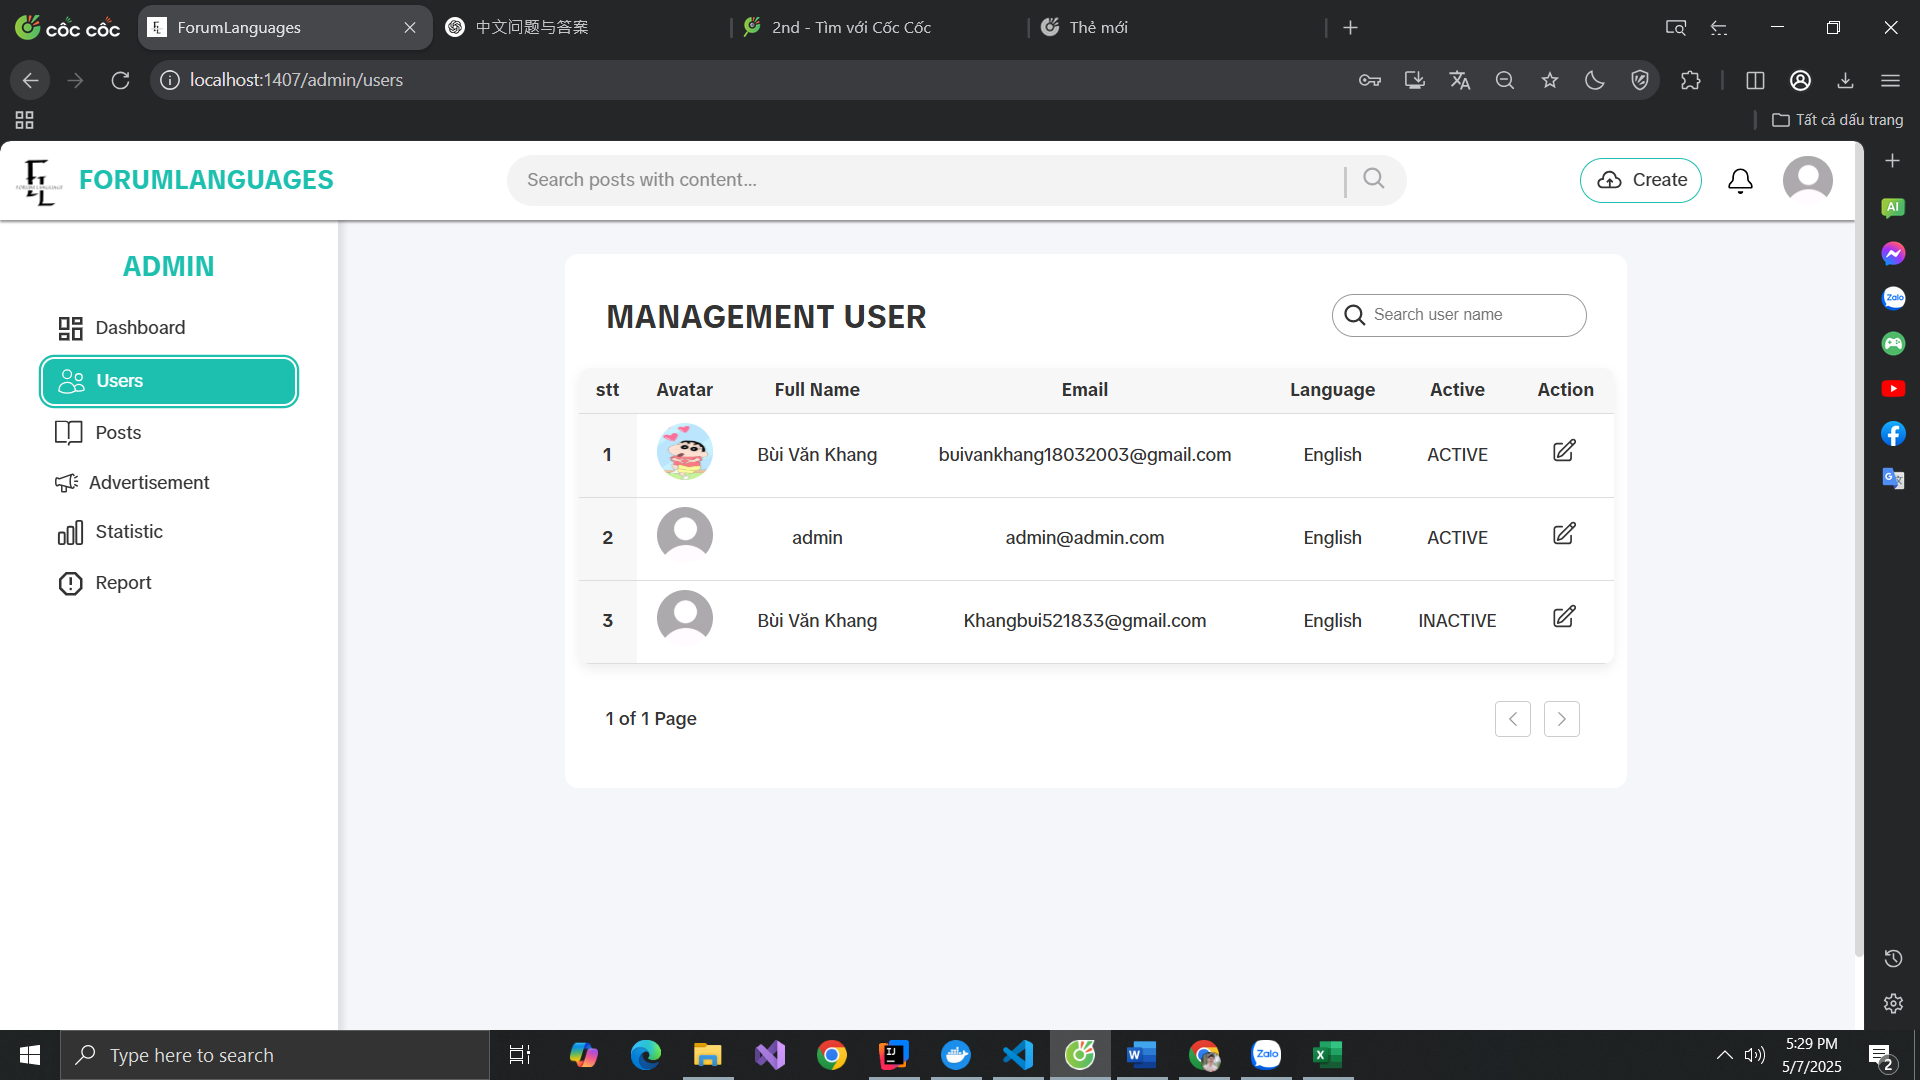 cốc cốc
ForumLanguages
中文问题与答案
2nd - Tìm với Cốc Cốc
Thẻ mới
localhost:1407/admin/users
Tất cả dấu trang
FORUMLANGUAGES
Search posts with content...
Create
ADMIN
Dashboard
Users
Posts
Advertisement
Statistic
Report
MANAGEMENT USER
Search user name
stt Avatar Full Name Email Language Active Action
1 Bùi Văn Khang buivankhang18032003@gmail.com English ACTIVE
2 admin admin@admin.com English ACTIVE
3 Bùi Văn Khang Khangbui521833@gmail.com English INACTIVE
1 of 1 Page
AI
Zalo
Type here to search
Zalo
5:29 PM
5/7/2025
2